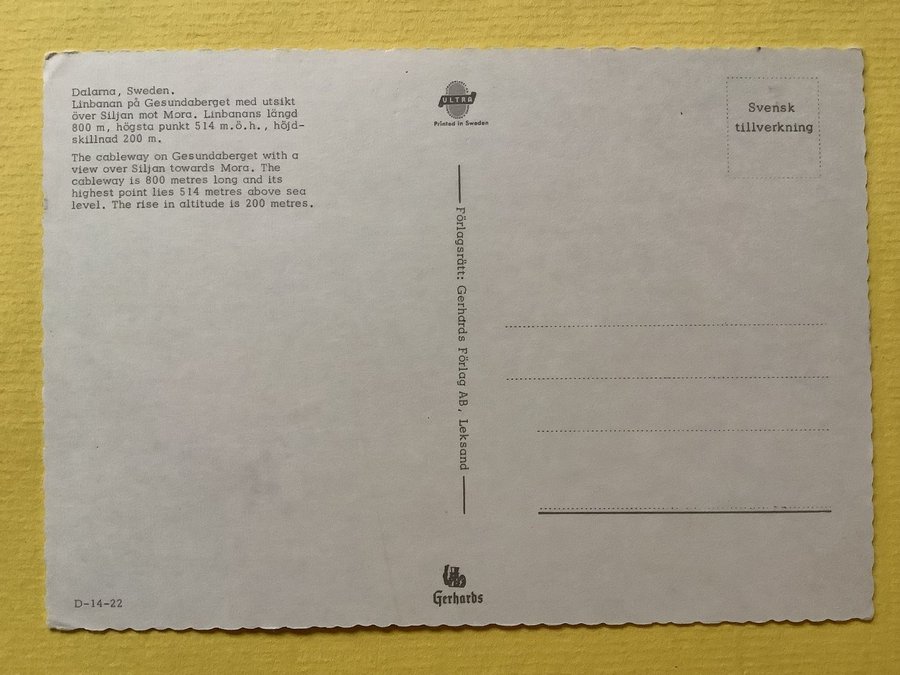 Dalarna, Sweden.
Linbanan på Gesundaberget med utsikt
över Siljan mot Mora. Linbanans längd
800 m, högsta punkt 514 m.ö.h., höjd-
skillnad 200 m.
The cableway on Gesundaberget with a
view over Siljan towards Mora. The
cableway is 800 metres long and its
highest point lies 514 metres above sea
level. The rise in altitude is 200 metres.
D-14-22
ULTRA
Printed in Sweden
Förlagsrätt: Gerhards Förlag AB, Leksand
Gerhards
Svensk
tillverkning